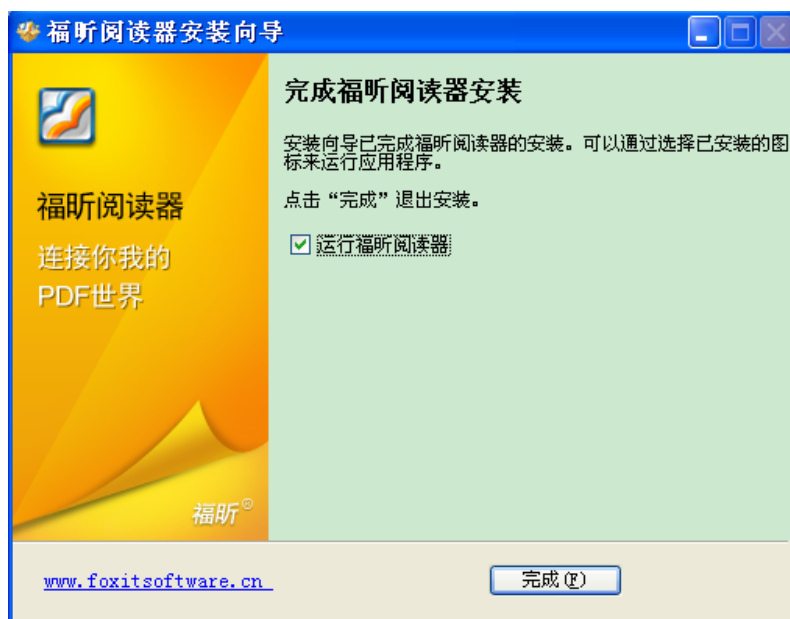 福昕阅读器安装向导
完成福昕阅读器安装
安装向导已完成福昕阅读器的安装。可以通过选择已安装的图
标来运行应用程序。
点击“完成”退出安装。
运行福昕阅读器
福昕阅读器
连接你我的
PDF世界
福昕®
www.foxitsoftware.cn
完成(F)